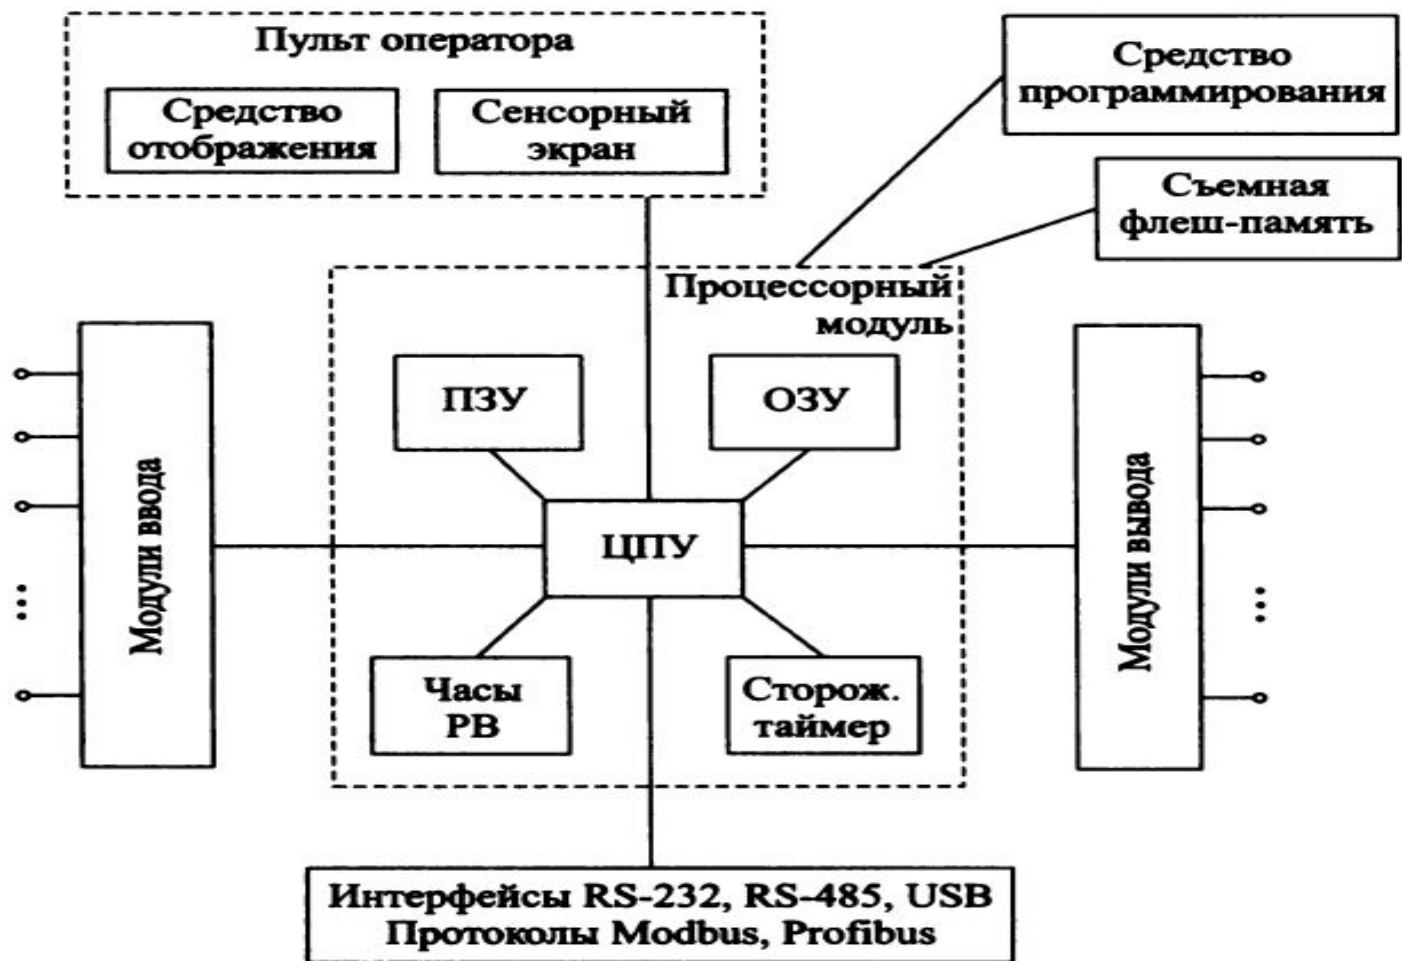 Пульт оператора
Средство
отображения
Сенсорный
экран
Средство
программирования
Съемная
флеш-память
Процессорный
модуль
ПЗУ
ОЗУ
Модули ввода
ЦПУ
Модули вывода
Часы
РВ
Сторож.
таймер
Интерфейсы RS-232, RS-485, USB
Протоколы Modbus, Profibus